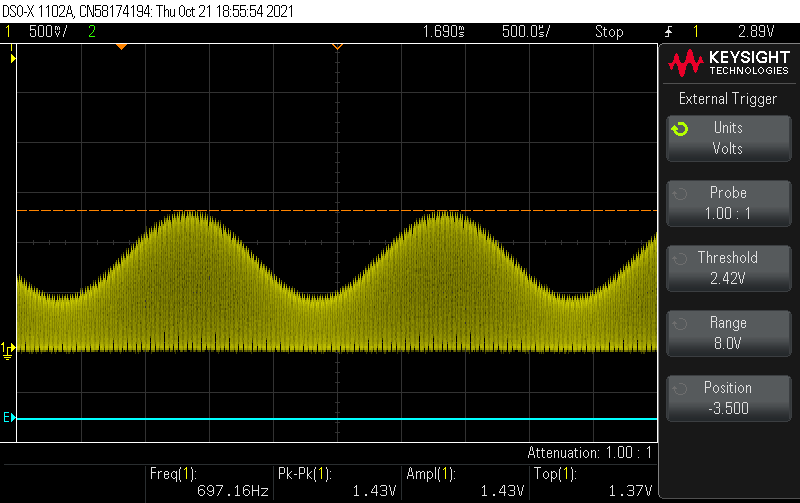 DSO-X 1102A, CN58174194: Thu Oct 21 18:55:54 2021
1 500mV/ 2 1.690ms 500.0us/ Stop 1 2.89V
KEYSIGHT
TECHNOLOGIES
External Trigger
Units
Volts
Probe
1.00 : 1
Threshold
2.42V
Range
8.0V
Position
-3.500
1
E
Attenuation: 1.00 : 1
Freq(1): Pk-Pk(1): Ampl(1): Top(1):
697.16Hz 1.43V 1.43V 1.37V